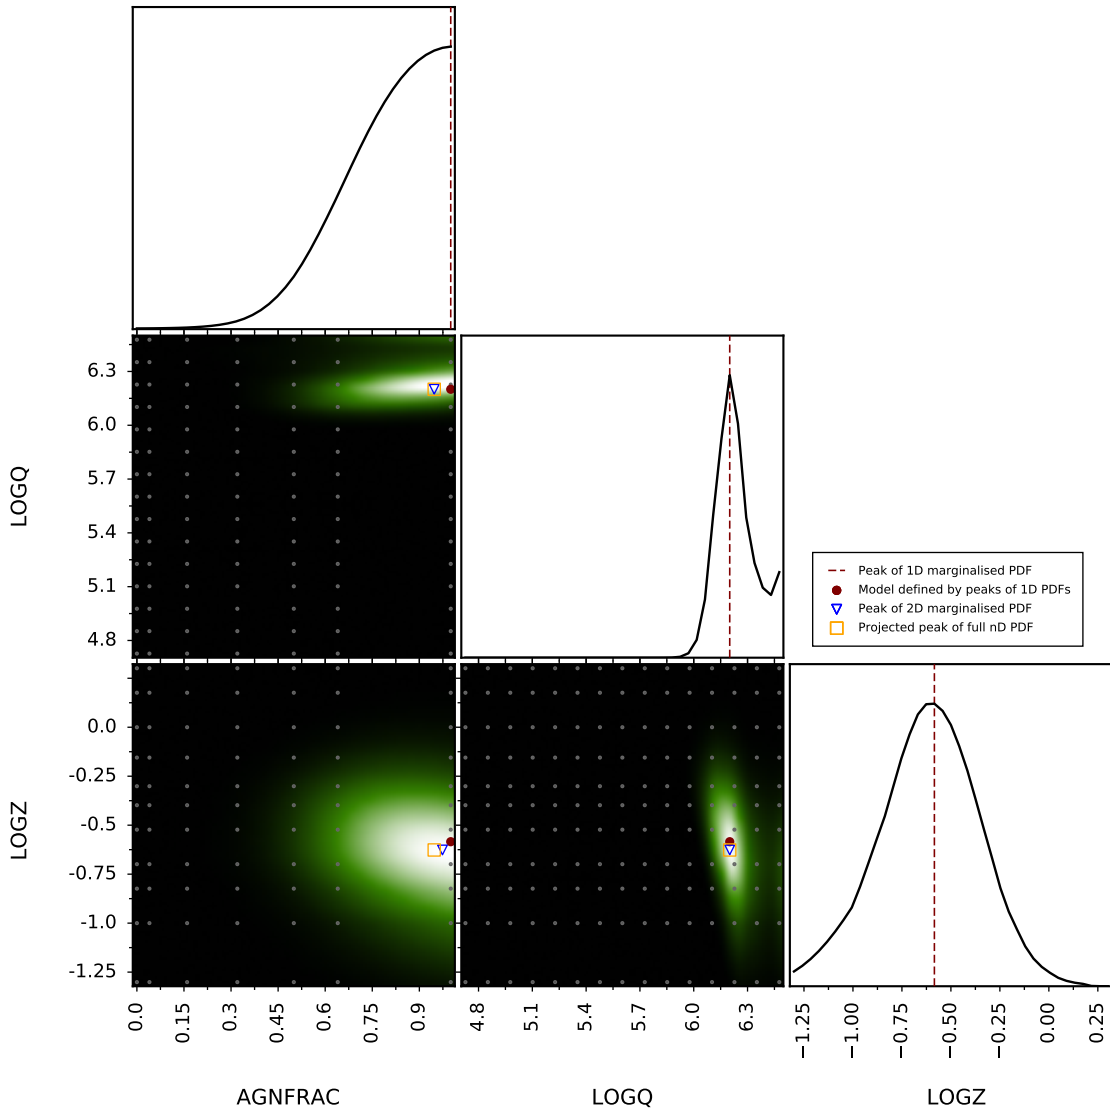 6.3
6.0
5.7
5.4
5.1
4.8
LOGQ
Peak of 1D marginalised PDF
Model defined by peaks of 1D PDFs
Peak of 2D marginalised PDF
Projected peak of full nD PDF
0.0
-0.25
-0.5
-0.75
-1.0
-1.25
LOGZ
0.0 0.15 0.3 0.45 0.6 0.75 0.9
4.8 5.1 5.4 5.7 6.0 6.3
−1.25 −1.00 −0.75 −0.50 −0.25 0.00 0.25
AGNFRAC LOGQ LOGZ